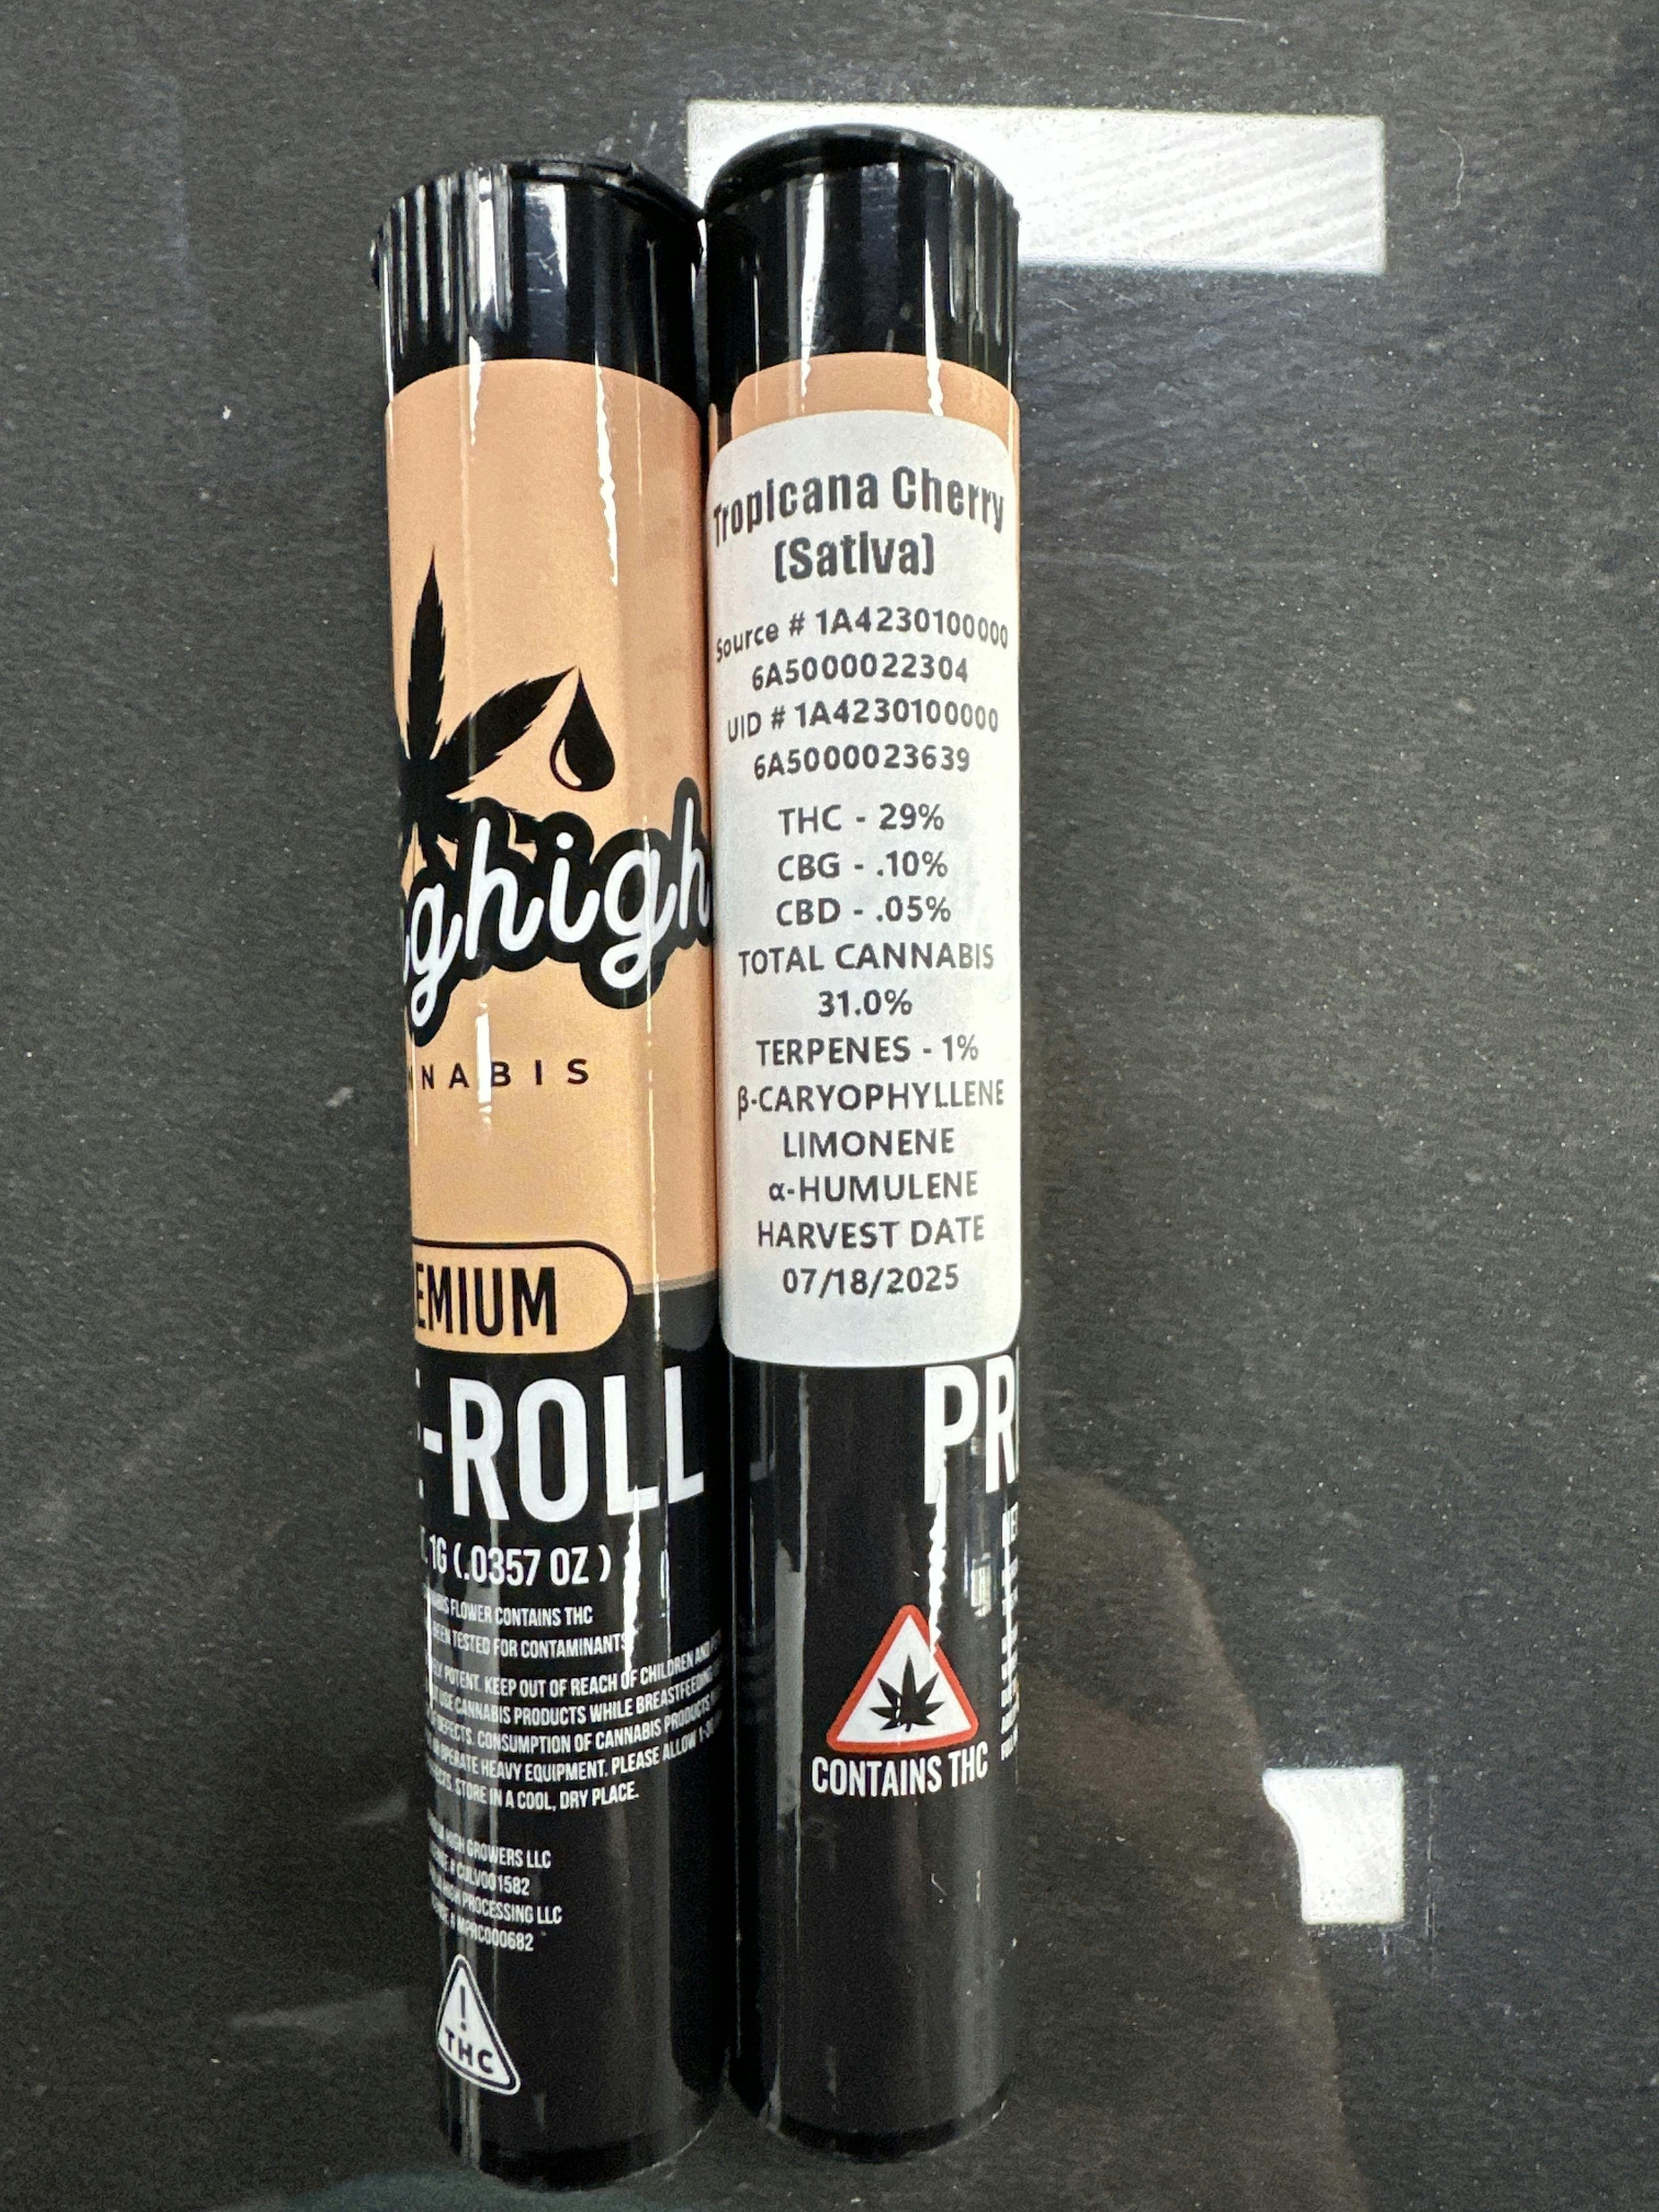 ghigh
NNABIS
EMIUM
E-ROLL
T. 1G (.0357 OZ )
ABIS FLOWER CONTAINS THC
BEEN TESTED FOR CONTAMINANTS
LY POTENT. KEEP OUT OF REACH OF CHILDREN AND
USE CANNABIS PRODUCTS WHILE BREASTFEEDING
DEFECTS. CONSUMPTION OF CANNABIS PRODUCTS
OPERATE HEAVY EQUIPMENT. PLEASE ALLOW
STORE IN A COOL, DRY PLACE.
HIGH GROWERS LLC
# CULV001582
HIGH PROCESSING LLC
# MPRC000682
!
THC
Tropicana Cherry
(Sativa)
Source # 1A4230100000
6A5000022304
UID # 1A4230100000
6A5000023639
THC - 29%
CBG - .10%
CBD - .05%
TOTAL CANNABIS
31.0%
TERPENES - 1%
β-CARYOPHYLLENE
LIMONENE
α-HUMULENE
HARVEST DATE
07/18/2025
PR
CONTAINS THC